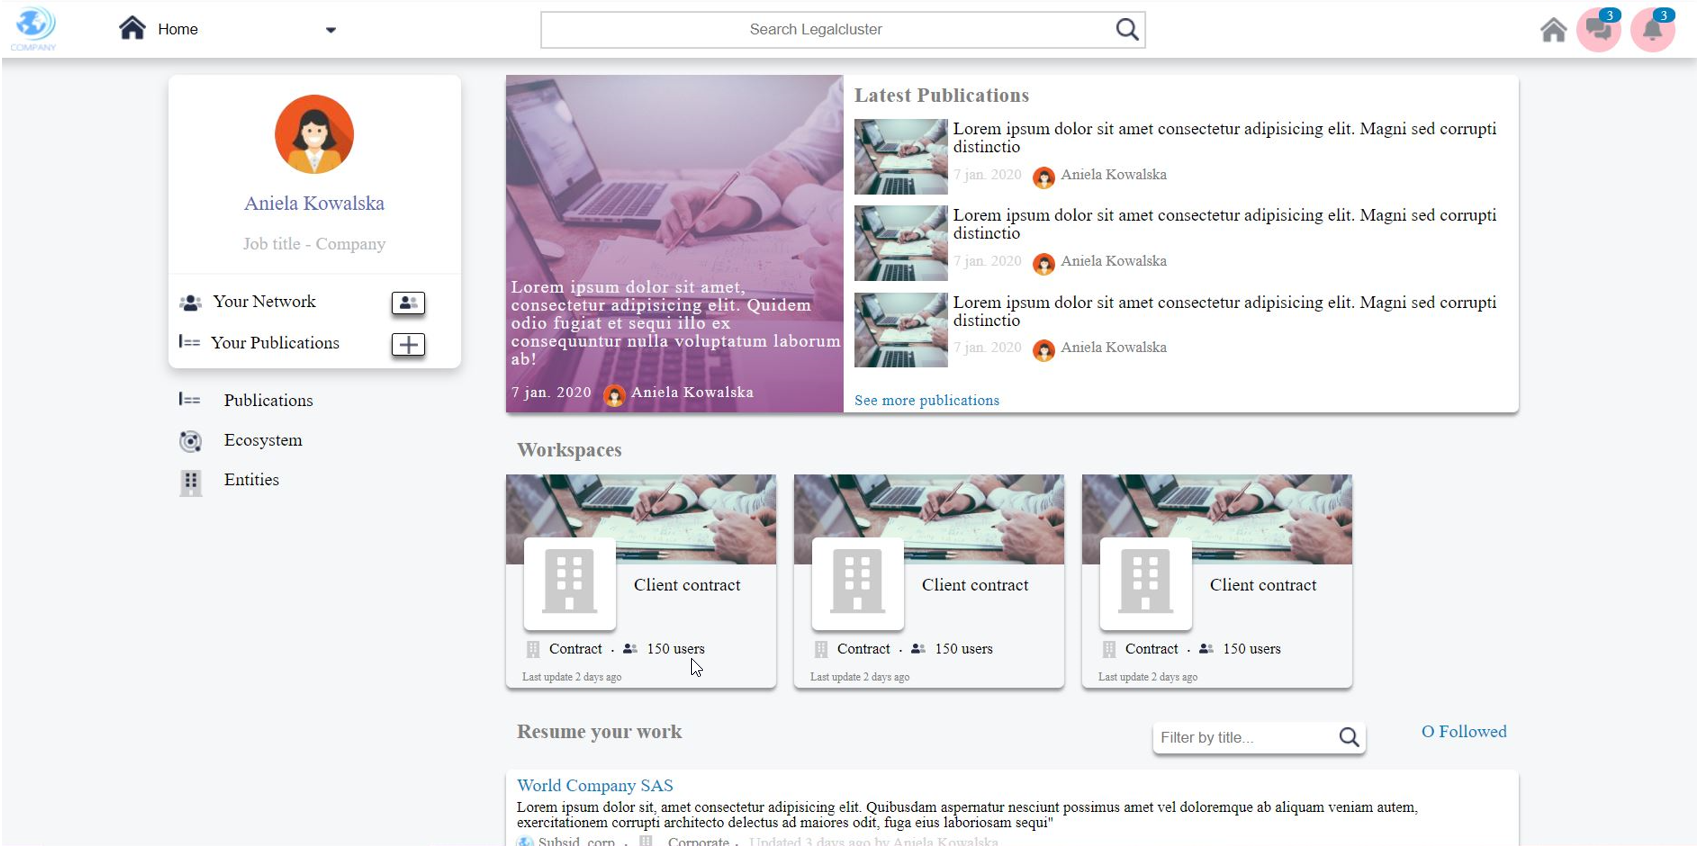 COMPANY
Home
Search Legalcluster
3
3
Aniela Kowalska
Job title - Company
Your Network
Your Publications
Publications
Ecosystem
Entities
Lorem ipsum dolor sit amet,
consectetur adipisicing elit. Quidem
odio fugiat et sequi illo ex
consequuntur nulla voluptatum laborum
ab!
7 jan. 2020 Aniela Kowalska
Latest Publications
Lorem ipsum dolor sit amet consectetur adipisicing elit. Magni sed corrupti
distinctio
7 jan. 2020 Aniela Kowalska
Lorem ipsum dolor sit amet consectetur adipisicing elit. Magni sed corrupti
distinctio
7 jan. 2020 Aniela Kowalska
Lorem ipsum dolor sit amet consectetur adipisicing elit. Magni sed corrupti
distinctio
7 jan. 2020 Aniela Kowalska
See more publications
Workspaces
Client contract
Contract · 150 users
Last update 2 days ago
Client contract
Contract · 150 users
Last update 2 days ago
Client contract
Contract · 150 users
Last update 2 days ago
Resume your work
Filter by title...
O Followed
World Company SAS
Lorem ipsum dolor sit, amet consectetur adipisicing elit. Quibusdam aspernatur nesciunt possimus amet vel doloremque ab aliquam veniam autem,
exercitationem corrupti architecto delectus ad maiores odit, fuga eius laboriosam sequi"
Subsid. corp · Corporate · Updated 3 days ago by Aniela Kowalska